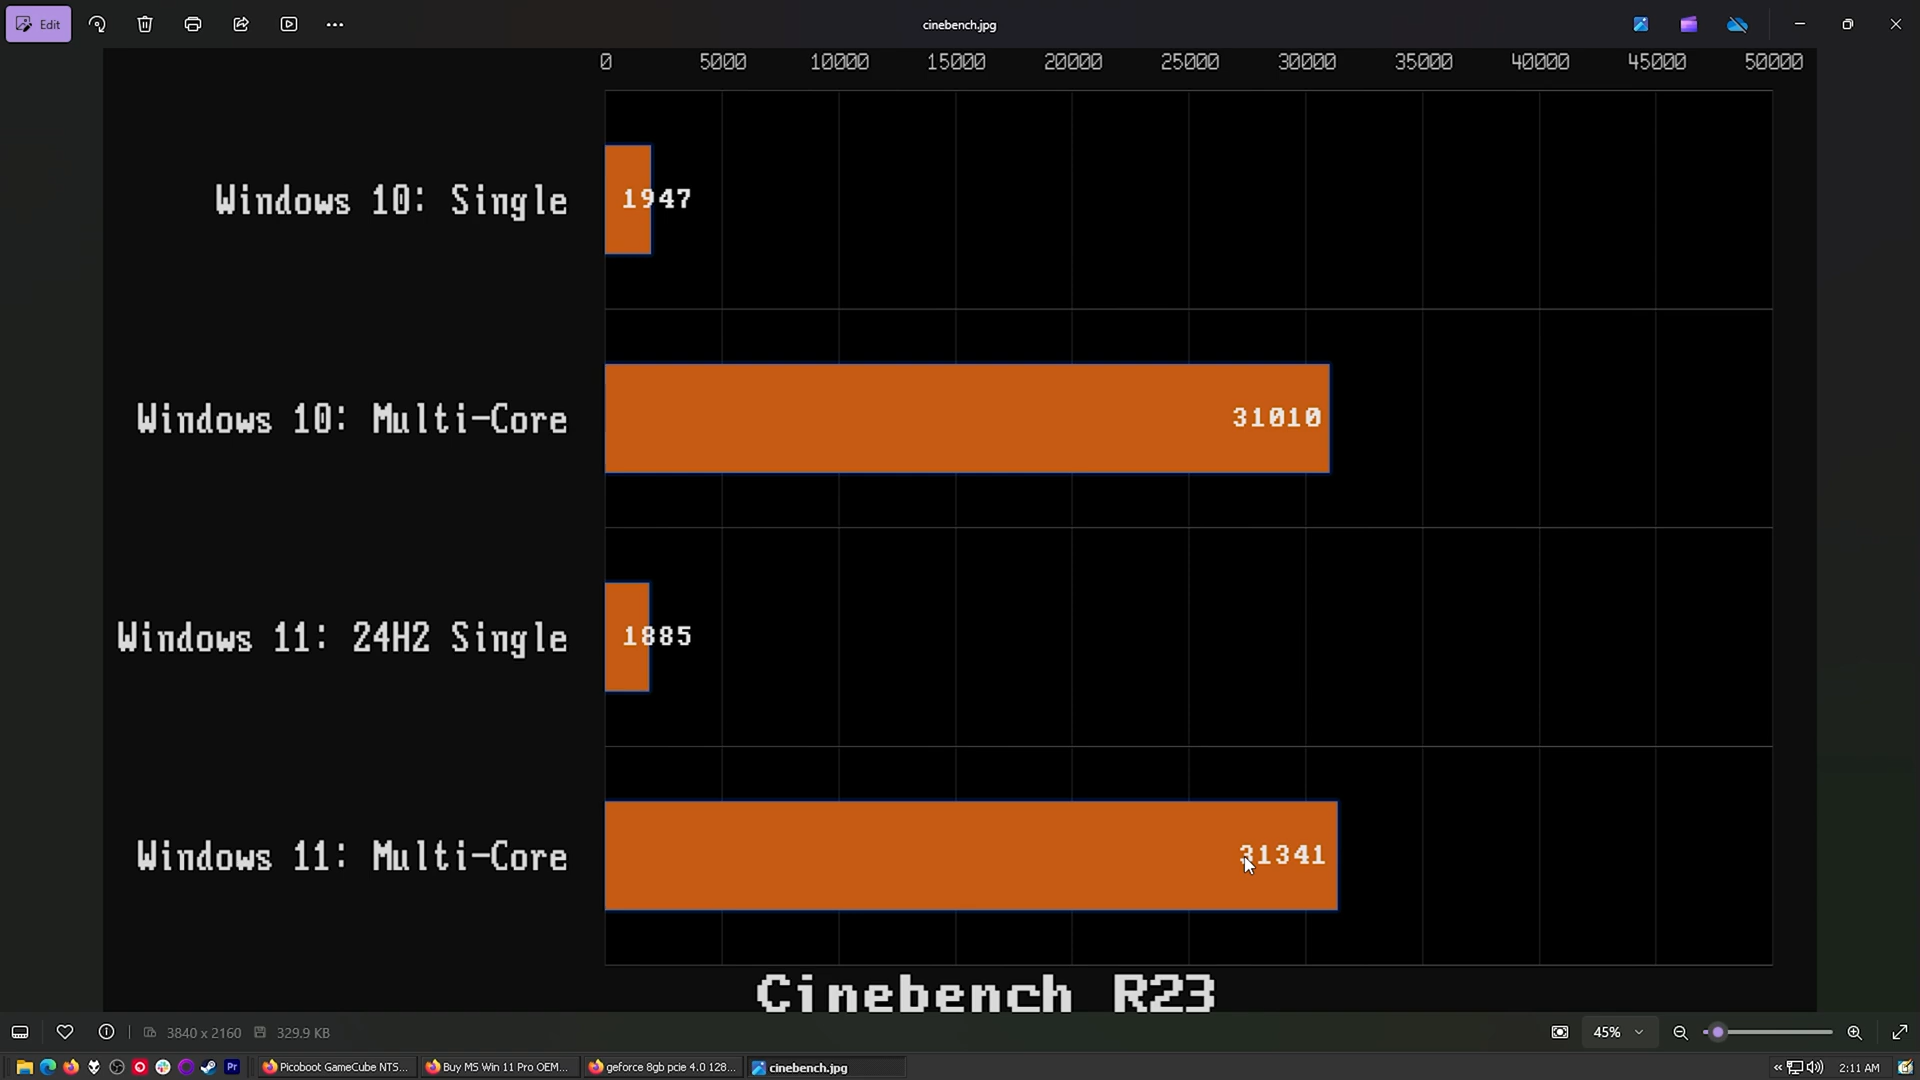 Edit
cinebench.jpg
0 5000 10000 15000 20000 25000 30000 35000 40000 45000 50000
Windows 10: Single 1947
Windows 10: Multi-Core 31010
Windows 11: 24H2 Single 1885
Windows 11: Multi-Core 31341
Cinebench R23
3840 x 2160 329.9 KB 45%
Pr Picoboot GameCube NTS... Buy MS Win 11 Pro OEM... geforce 8gb pcie 4.0 128... cinebench.jpg 2:11 AM